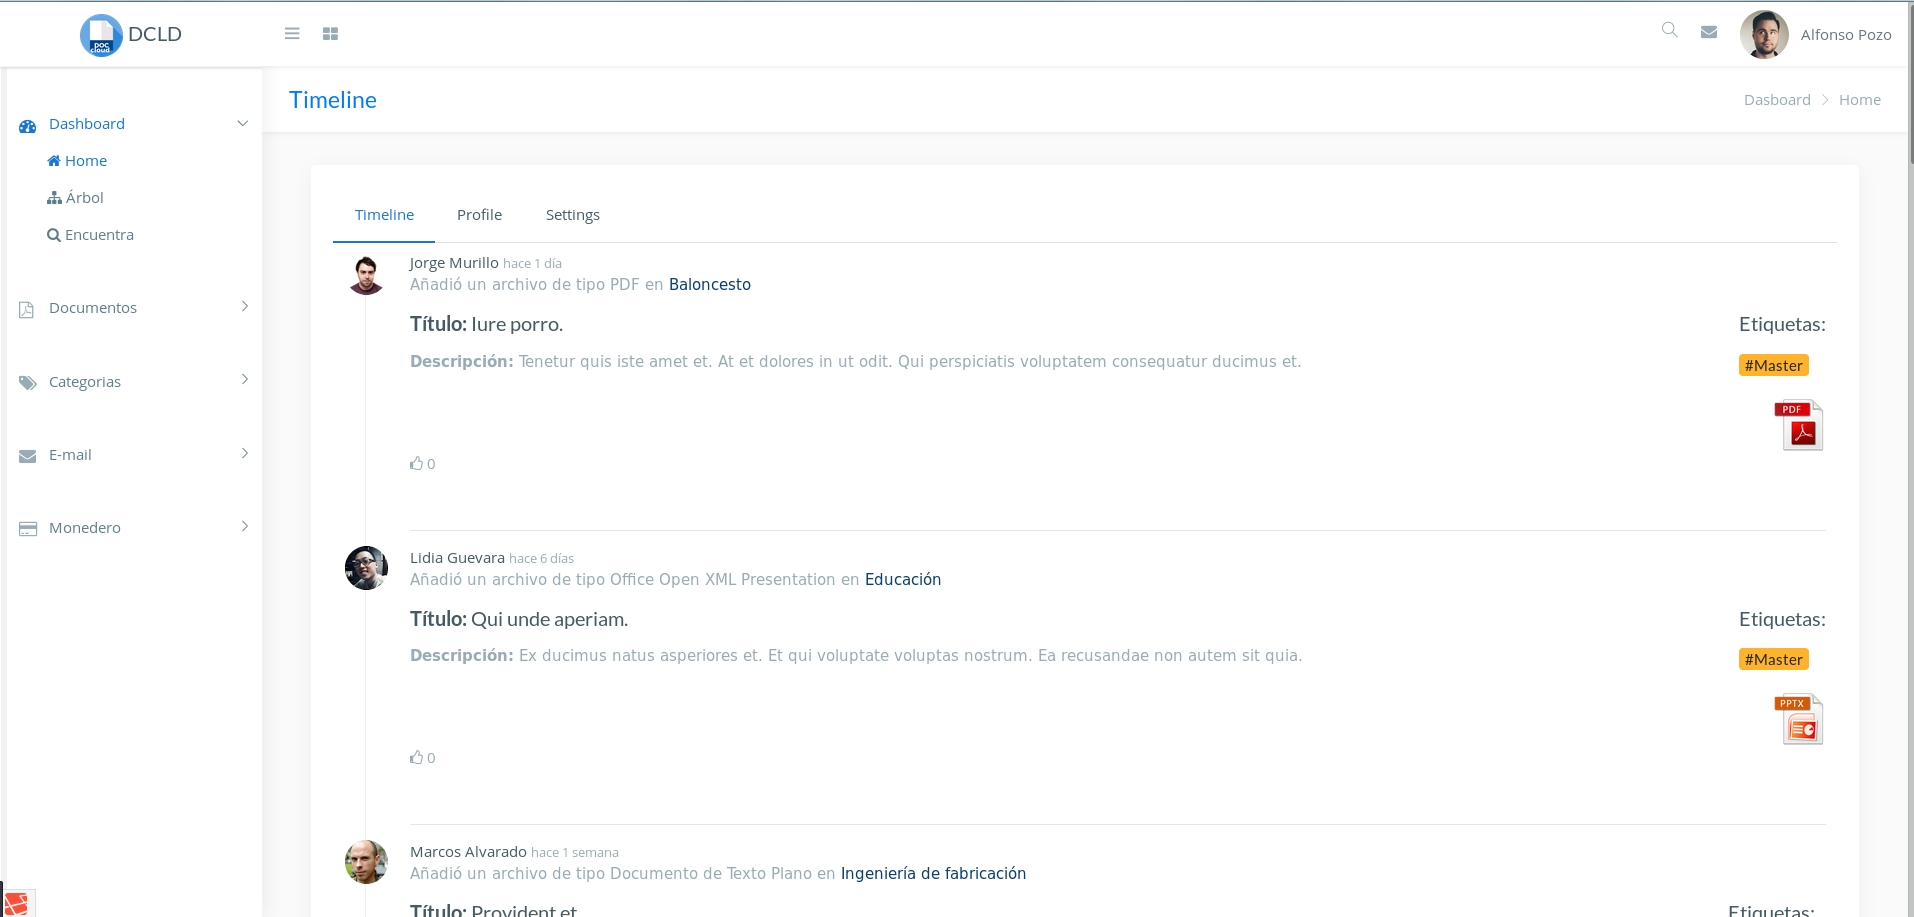 poc
cloud
DCLD
Alfonso Pozo
Timeline
Dasboard
Home
Dashboard
Home
Árbol
Encuentra
Documentos
Categorias
E-mail
Monedero
Timeline
Profile
Settings
Jorge Murillo hace 1 día
Añadió un archivo de tipo PDF en Baloncesto
Título: Iure porro.
Etiquetas:
Descripción: Tenetur quis iste amet et. At et dolores in ut odit. Qui perspiciatis voluptatem consequatur ducimus et.
#Master
PDF
0
Lidia Guevara hace 6 días
Añadió un archivo de tipo Office Open XML Presentation en Educación
Título: Qui unde aperiam.
Etiquetas:
Descripción: Ex ducimus natus asperiores et. Et qui voluptate voluptas nostrum. Ea recusandae non autem sit quia.
#Master
PPTX
0
Marcos Alvarado hace 1 semana
Añadió un archivo de tipo Documento de Texto Plano en Ingeniería de fabricación
Título: Provident et
Etiquetas: